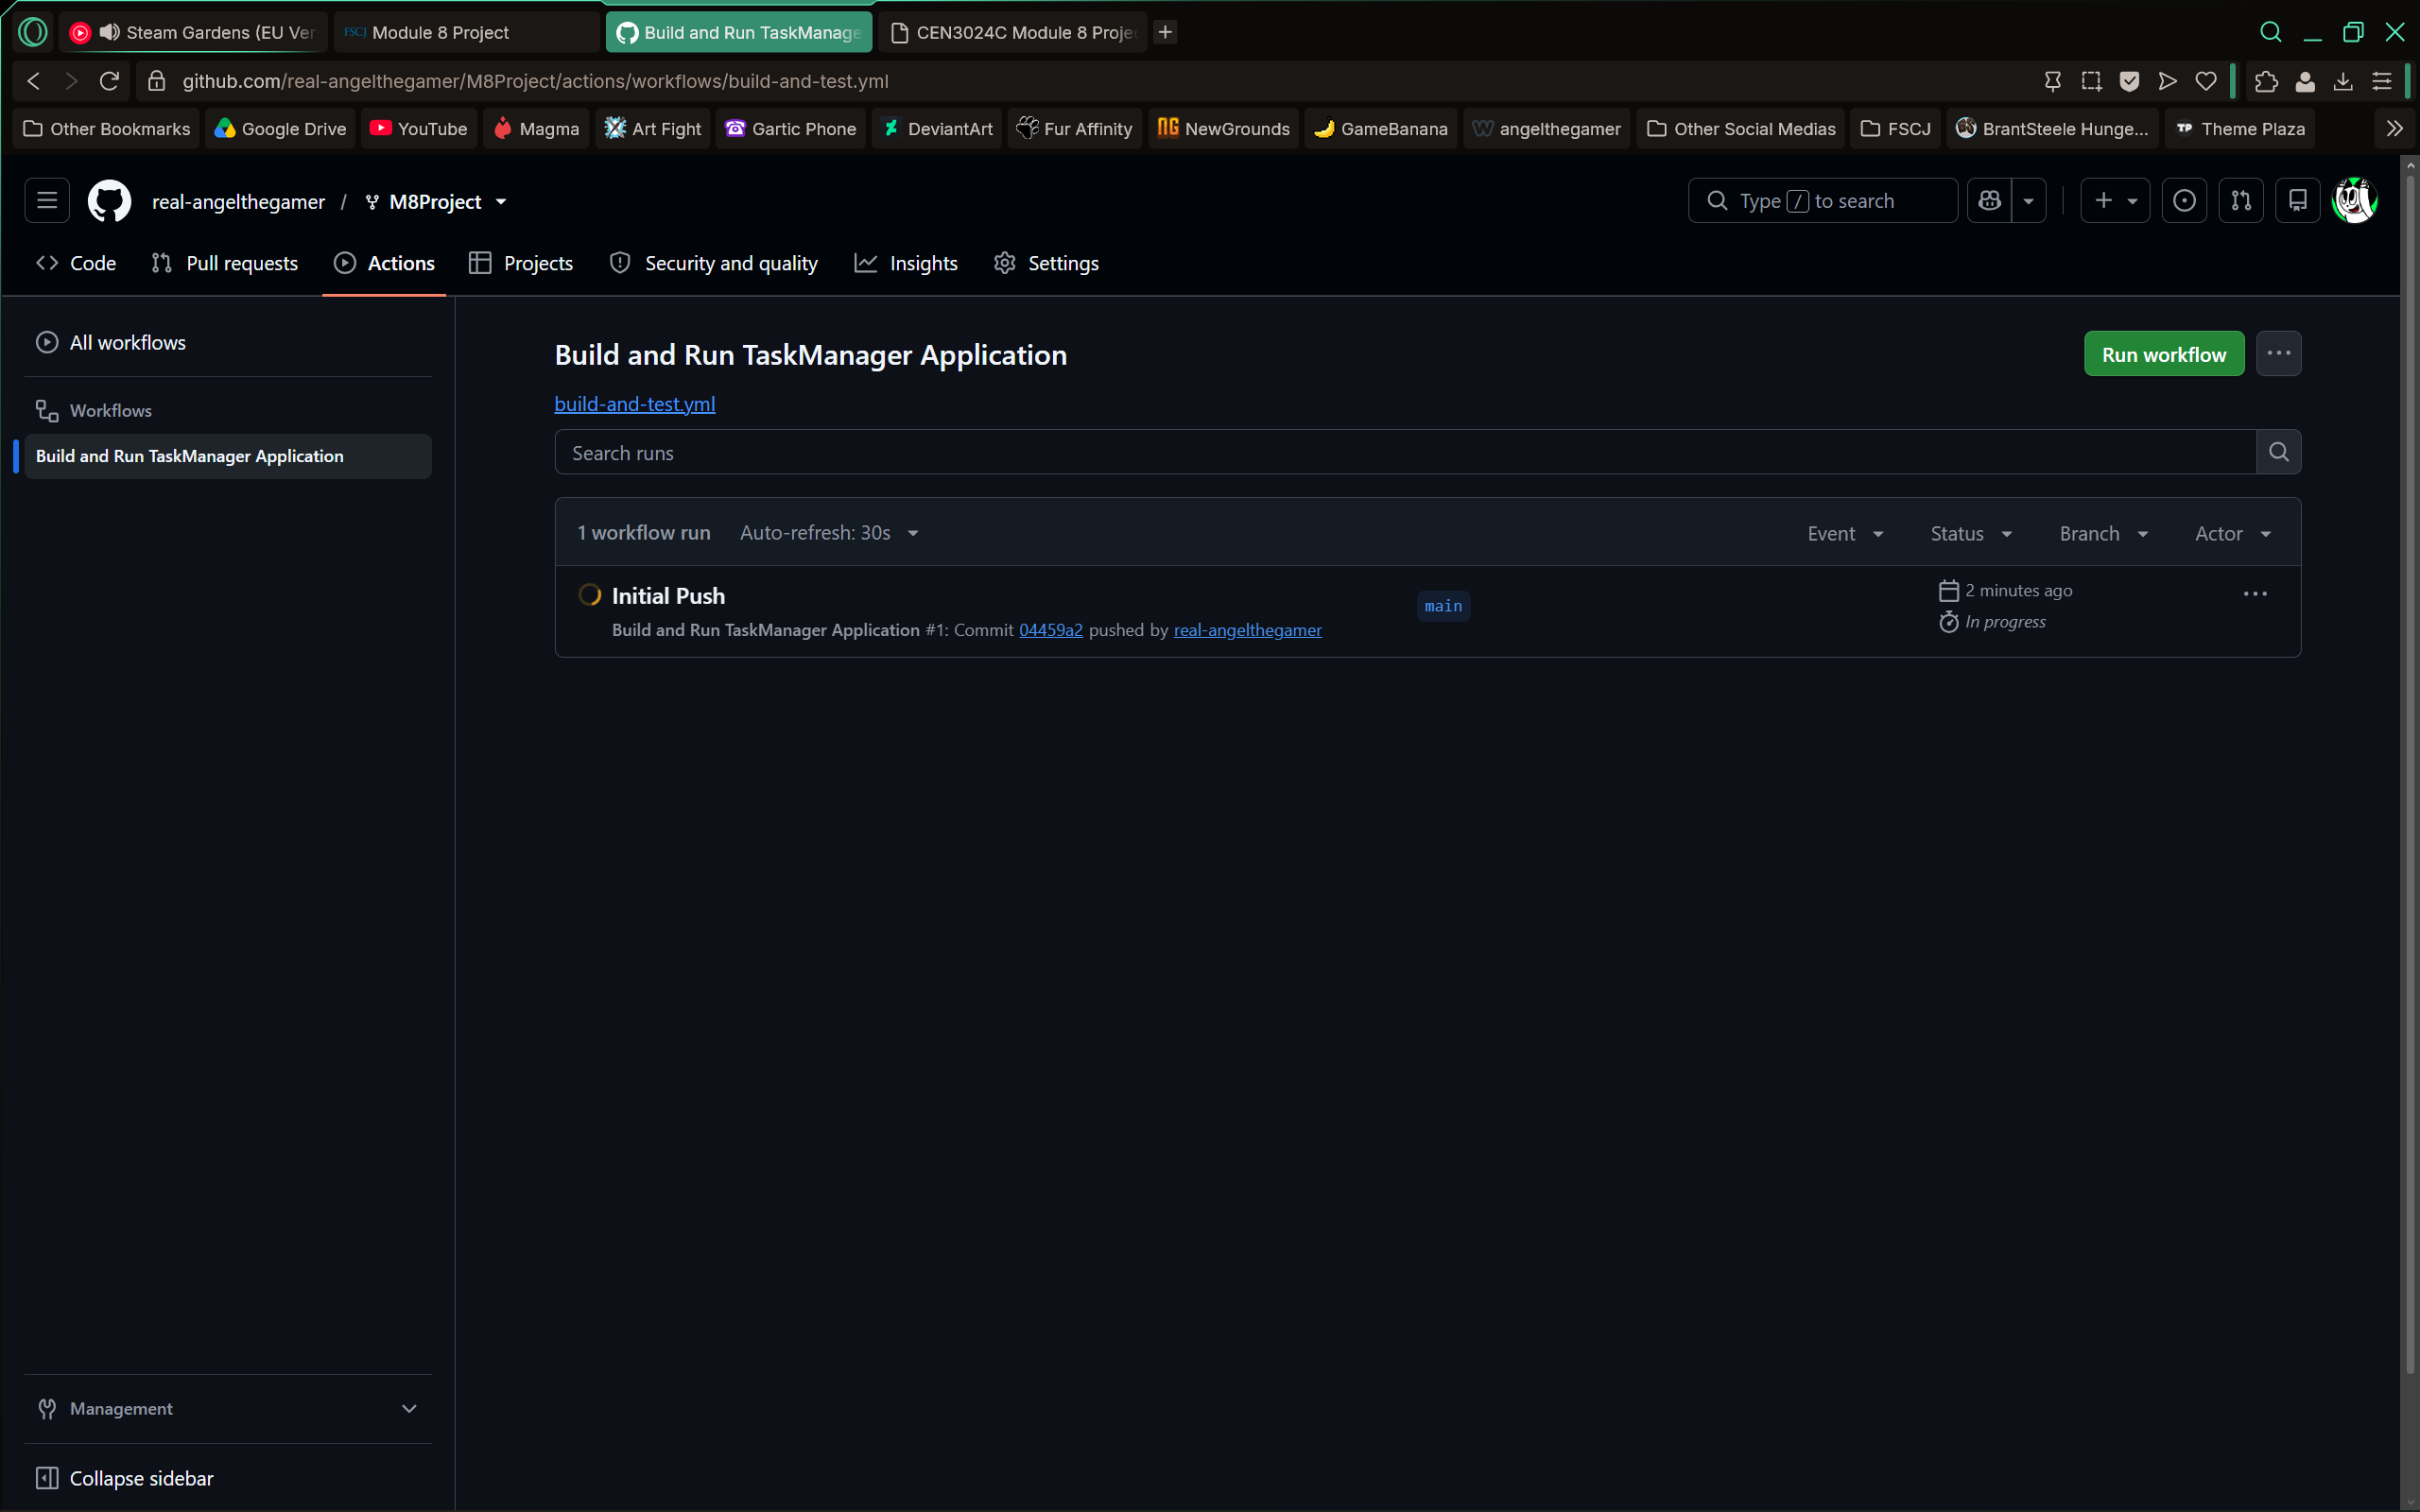 Steam Gardens (EU Ver
FSCJ Module 8 Project
Build and Run TaskManage
CEN3024C Module 8 Proje
github.com/real-angelthegamer/M8Project/actions/workflows/build-and-test.yml
Other Bookmarks
Google Drive
YouTube
Magma
Art Fight
Gartic Phone
DeviantArt
Fur Affinity
NG NewGrounds
GameBanana
angelthegamer
Other Social Medias
FSCJ
BrantSteele Hunge...
TP Theme Plaza
real-angelthegamer / M8Project
Type / to search
Code
Pull requests
Actions
Projects
Security and quality
Insights
Settings
All workflows
Workflows
Build and Run TaskManager Application
Build and Run TaskManager Application
Run workflow
build-and-test.yml
Search runs
1 workflow run
Auto-refresh: 30s
Event
Status
Branch
Actor
Initial Push
Build and Run TaskManager Application #1: Commit 04459a2 pushed by real-angelthegamer
main
2 minutes ago
In progress
Management
Collapse sidebar